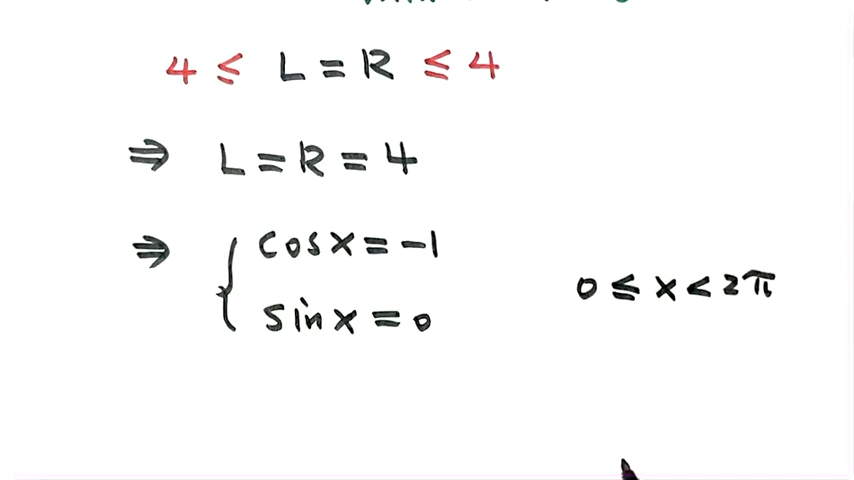 4 ≤ L = R ≤ 4
⇒ L = R = 4
⇒ { cos x = -1
sin x = 0
0 ≤ x < 2π